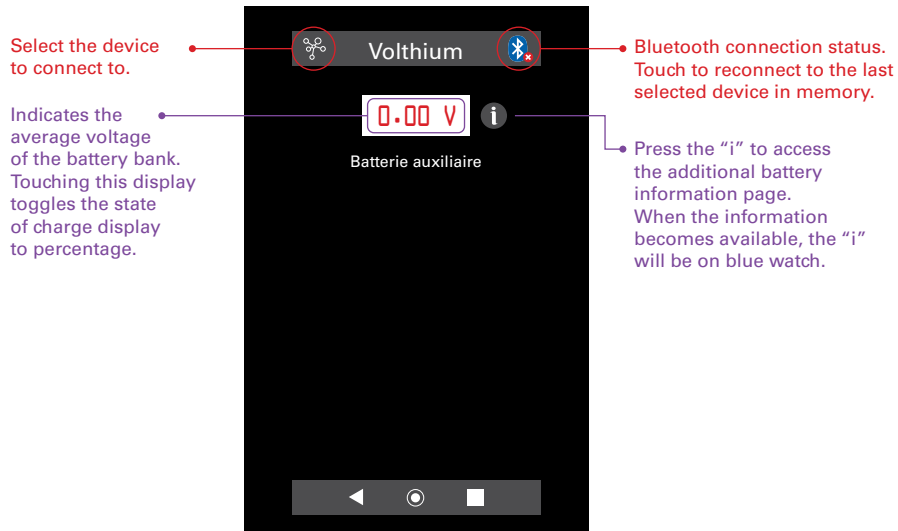 Select the device
to connect to.
Indicates the
average voltage
of the battery bank.
Touching this display
toggles the state
of charge display
to percentage.
Volthium
0.00 V
i
Batterie auxiliaire
Bluetooth connection status.
Touch to reconnect to the last
selected device in memory.
Press the “i” to access
the additional battery
information page.
When the information
becomes available, the “i”
will be on blue watch.